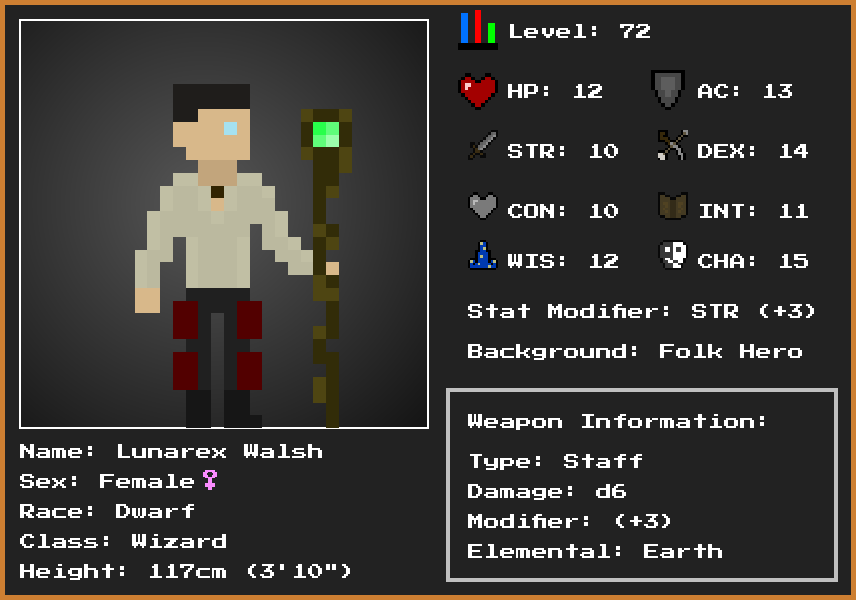 Level: 72
HP: 12 AC: 13
STR: 10 DEX: 14
CON: 10 INT: 11
WIS: 12 CHA: 15
Stat Modifier: STR (+3)
Background: Folk Hero
Weapon Information:
Type: Staff
Damage: d6
Modifier: (+3)
Elemental: Earth
Name: Lunarex Walsh
Sex: Female♀
Race: Dwarf
Class: Wizard
Height: 117cm (3'10")